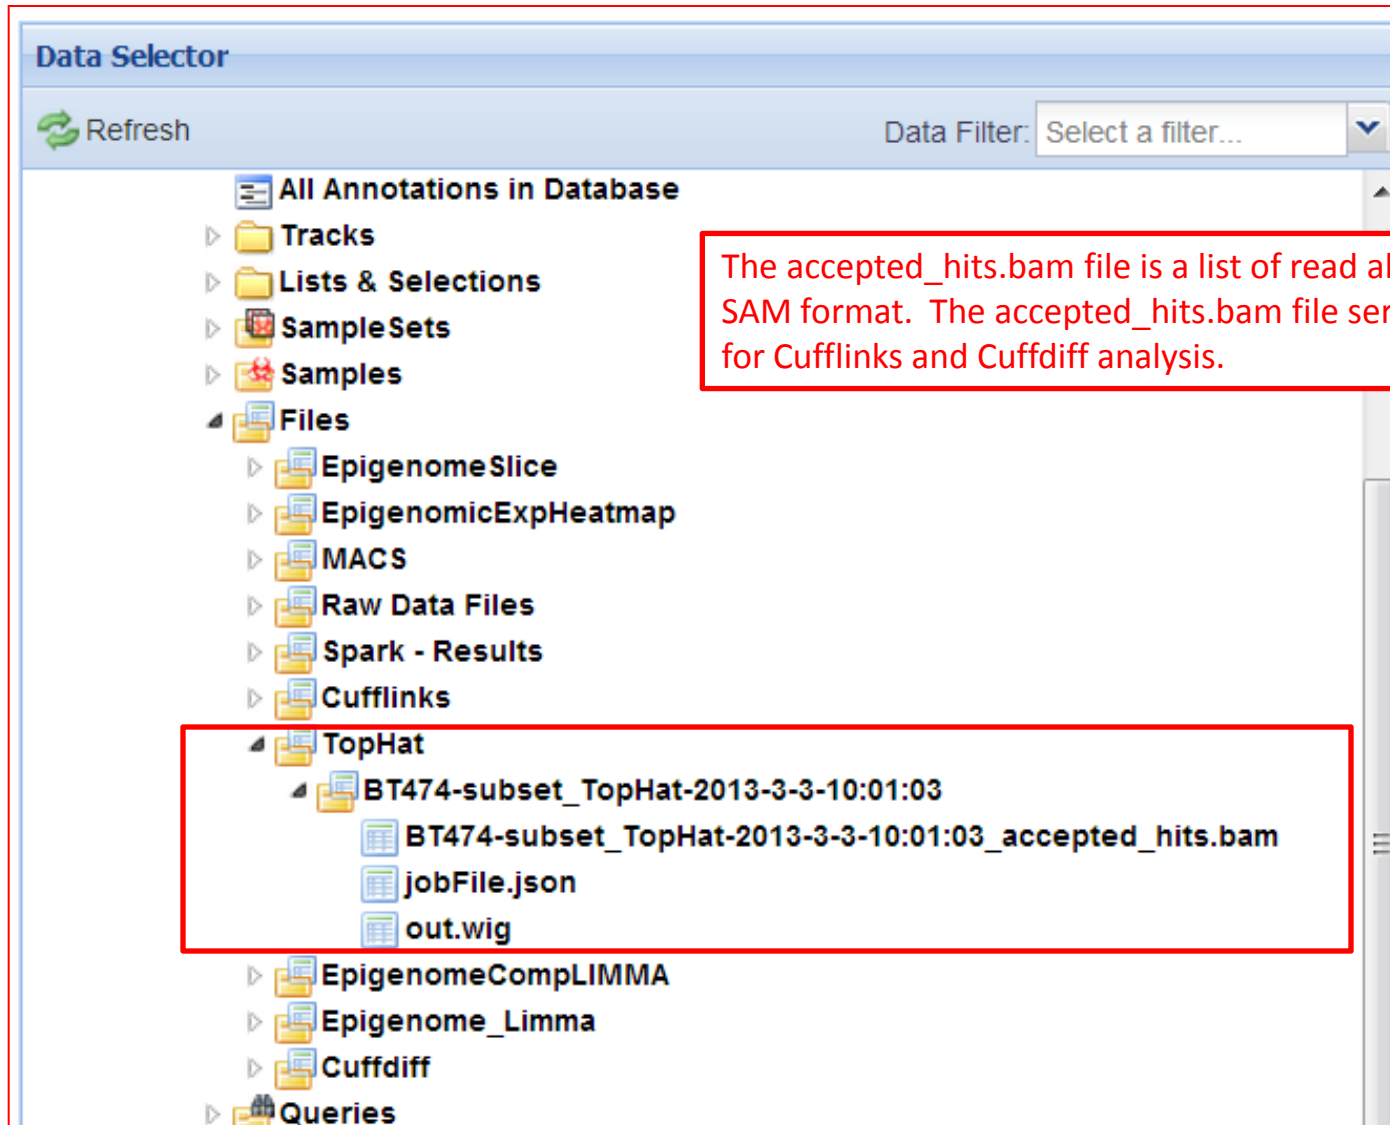 Data Selector
Refresh
Data Filter: Select a filter...
All Annotations in Database
Tracks
Lists & Selections
SampleSets
Samples
The accepted_hits.bam file is a list of read
SAM format. The accepted_hits.bam file
for Cufflinks and Cuffdiff analysis.
Files
EpigenomeSlice
EpigenomicExpHeatmap
MACS
Raw Data Files
Spark - Results
Cufflinks
TopHat
BT474-subset_TopHat-2013-3-3-10:01:03
BT474-subset_TopHat-2013-3-3-10:01:03_accepted_hits.bam
jobFile.json
out.wig
EpigenomeCompLIMMA
Epigenome_Limma
Cuffdiff
Queries